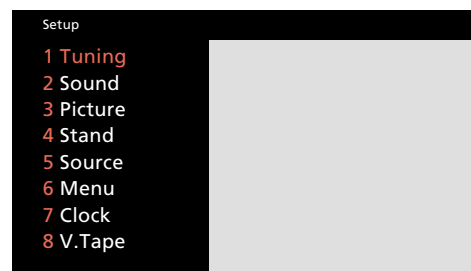 Setup
1 Tuning
2 Sound
3 Picture
4 Stand
5 Source
6 Menu
7 Clock
8 V.Tape